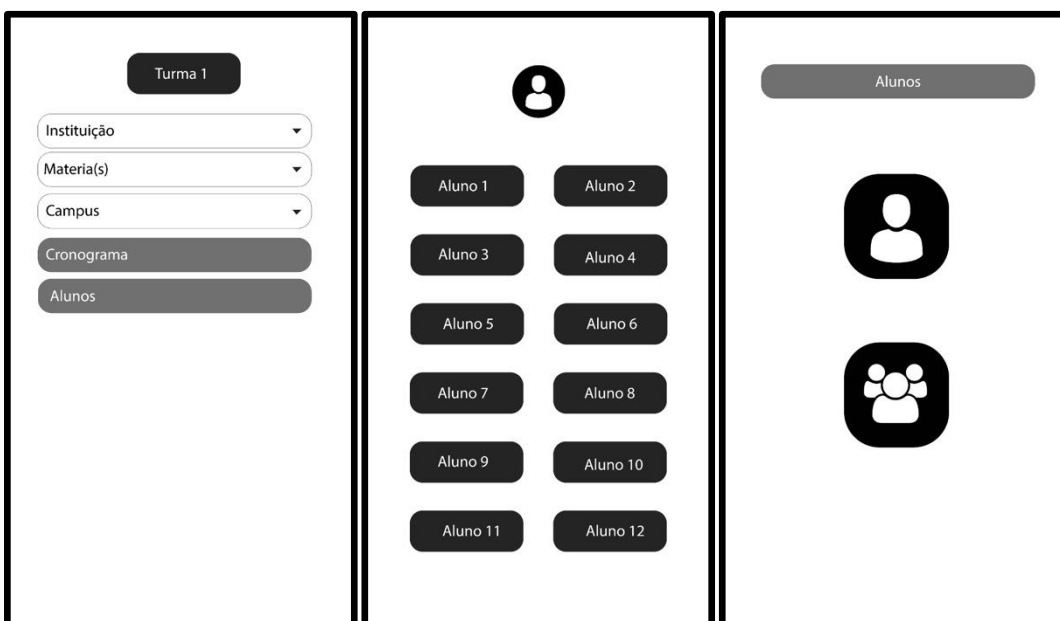 Turma 1
Instituição
Materia(s)
Campus
Cronograma
Alunos
Aluno 1
Aluno 2
Aluno 3
Aluno 4
Aluno 5
Aluno 6
Aluno 7
Aluno 8
Aluno 9
Aluno 10
Aluno 11
Aluno 12
Alunos